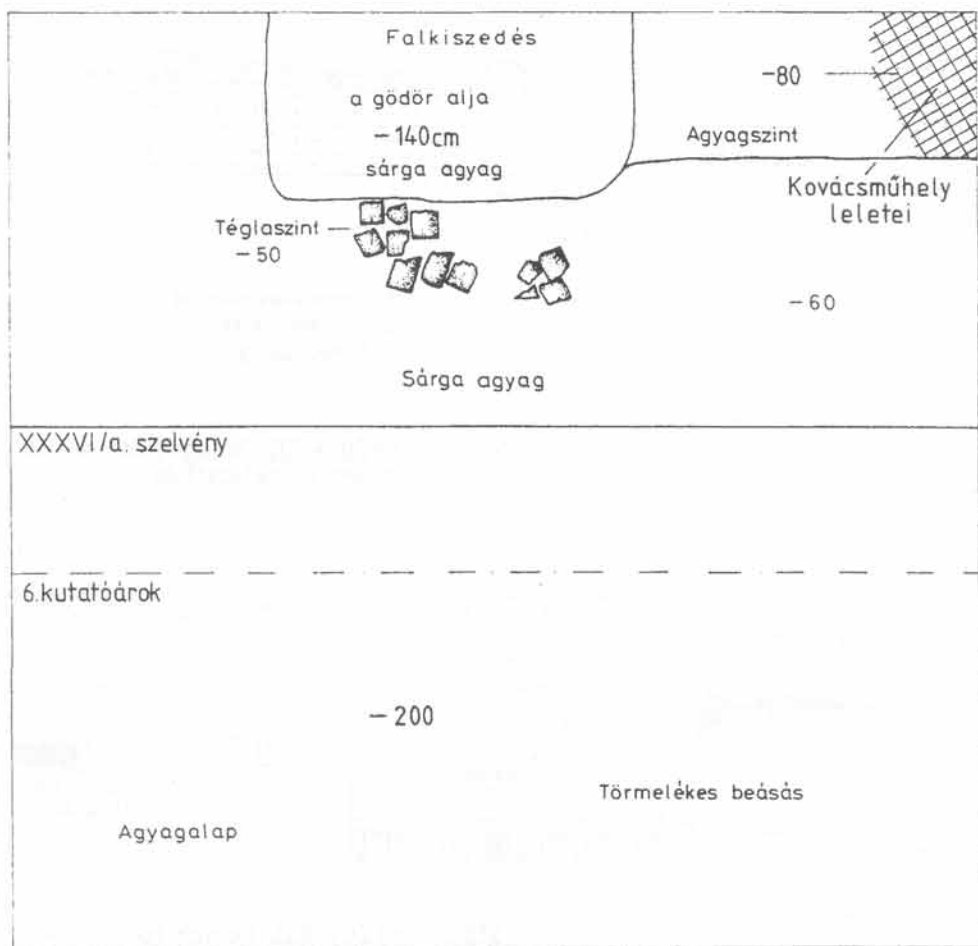 Falkiszedés
a gödör alja
-140cm
sárga agyag
-80
Agyagszint
Kovácsműhely
leletei
Téglaszint
-50
-60
Sárga agyag
XXXVI/a. szelvény
6.kutatóárok
-200
Törmelékes beásás
Agyagalap